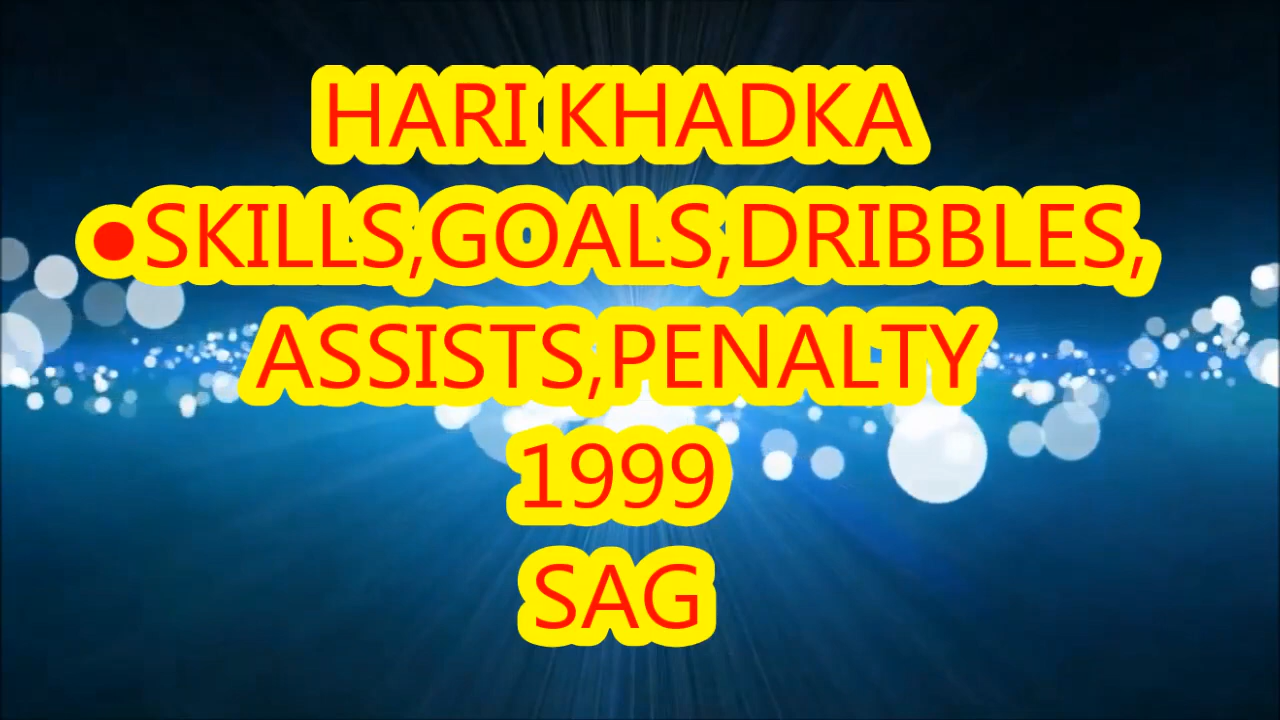 HARI KHADKA
•SKILLS,GOALS,DRIBBLES,
ASSISTS,PENALTY
1999
SAG